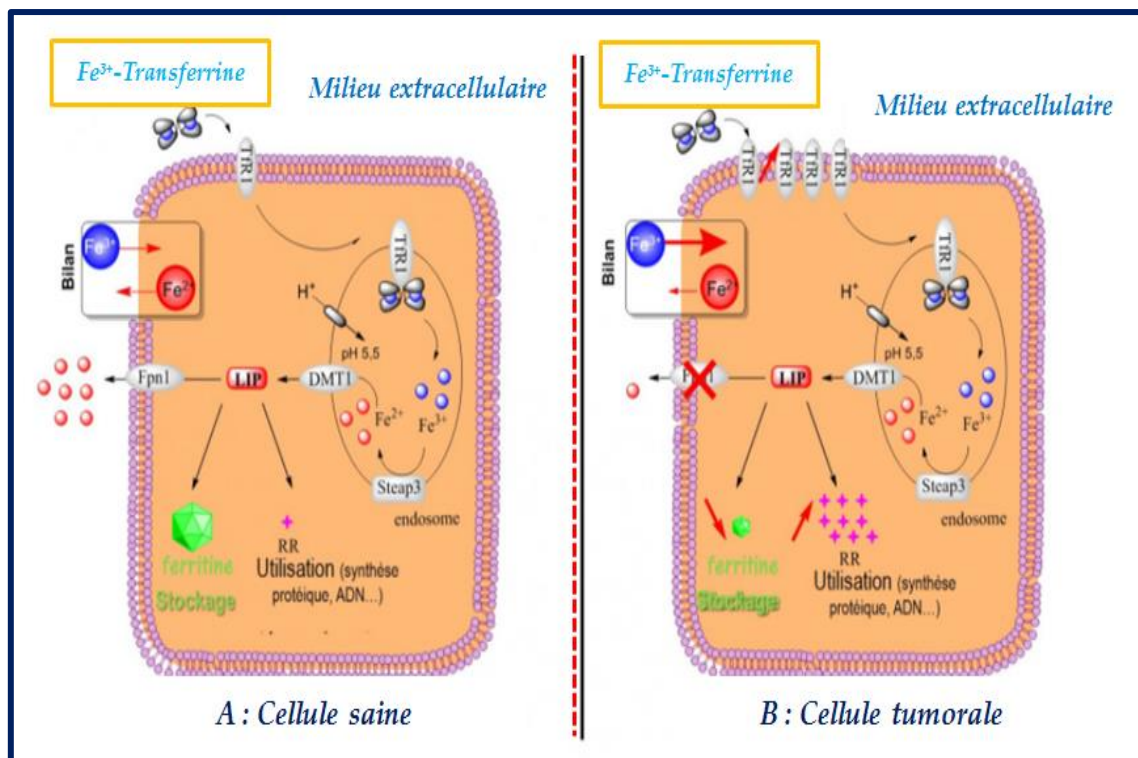 Fe³⁺-Transferrine
Milieu extracellulaire
TfR1
Bilan
Fe³⁺
Fe²⁺
TfR1
H⁺
pH 5,5
Fpn1
LIP
DMT1
Fe²⁺
Fe³⁺
Steap3
endosome
ferritine
Stockage
RR
Utilisation (synthèse
protéique, ADN...)
A : Cellule saine
Fe³⁺-Transferrine
Milieu extracellulaire
TfR1
TfR1
TfR1
TfR1
Bilan
Fe³⁺
Fe²⁺
TfR1
H⁺
pH 5,5
LIP
DMT1
Fe²⁺
Fe³⁺
Steap3
endosome
ferritine
Stockage
RR
Utilisation (synthèse
protéique, ADN...)
B : Cellule tumorale